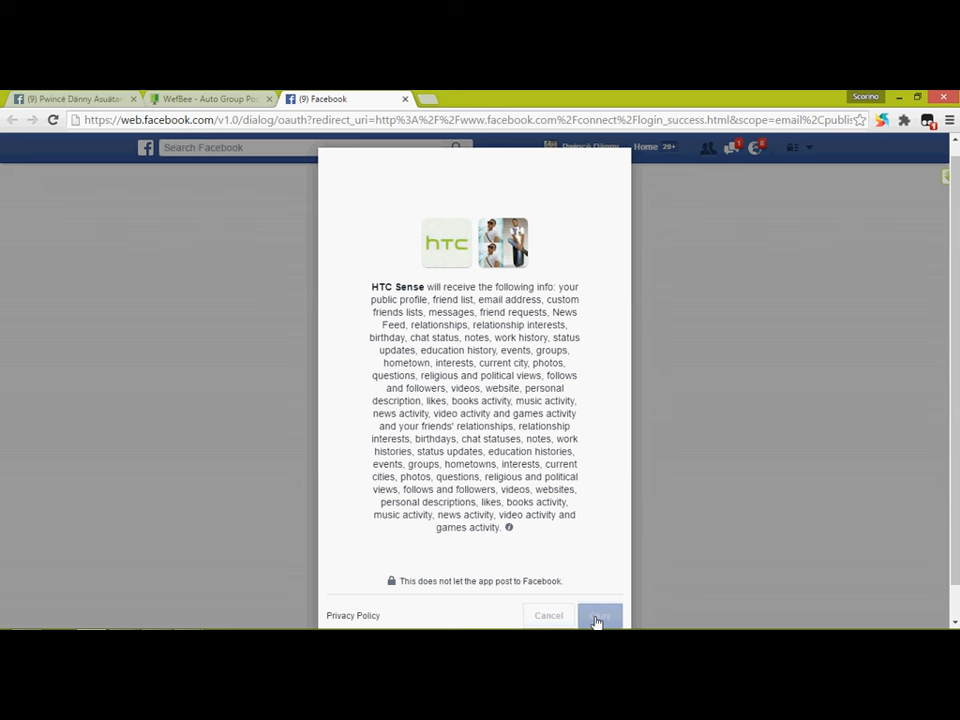 (9) Pwincè Dänny Asuàtar
WefBee - Auto Group Pos
(9) Facebook
Scorino
https://web.facebook.com/v1.0/dialog/oauth?redirect_uri=http%3A%2F%2Fwww.facebook.com%2Fconnect%2Flogin_success.html&scope=email%2Cpublis
Search Facebook
Pwincè Dänny
Home 20+
1
8
htc
HTC Sense will receive the following info: your
public profile, friend list, email address, custom
friends lists, messages, friend requests, News
Feed, relationships, relationship interests,
birthday, chat status, notes, work history, status
updates, education history, events, groups,
hometown, interests, current city, photos,
questions, religious and political views, follows
and followers, videos, website, personal
description, likes, books activity, music activity,
news activity, video activity and games activity
and your friends' relationships, relationship
interests, birthdays, chat statuses, notes, work
histories, status updates, education histories,
events, groups, hometowns, interests, current
cities, photos, questions, religious and political
views, follows and followers, videos, websites,
personal descriptions, likes, books activity,
music activity, news activity, video activity and
games activity.
This does not let the app post to Facebook.
Privacy Policy
Cancel